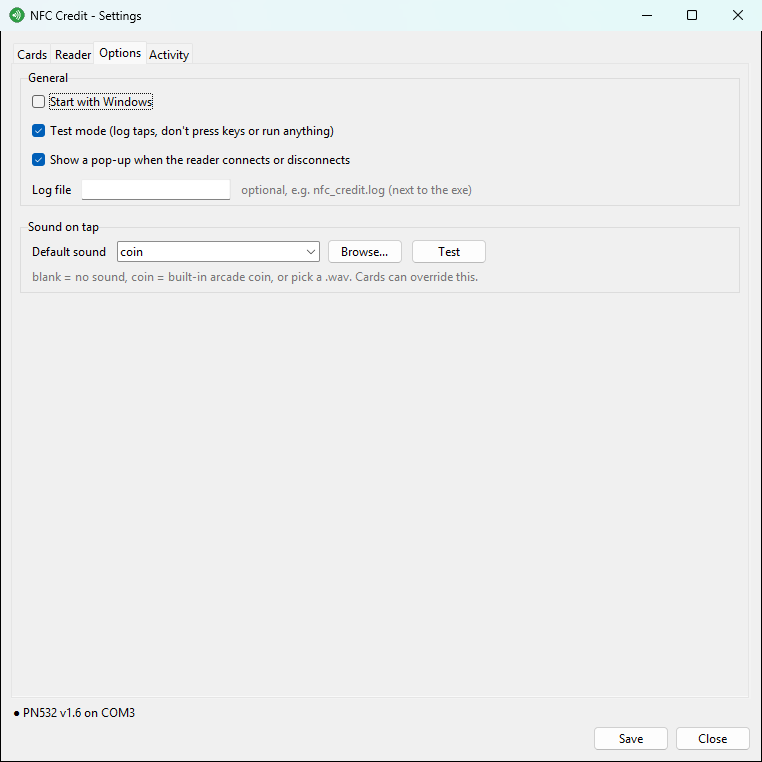 NFC Credit - Settings
Cards Reader Options Activity
General
Start with Windows
Test mode (log taps, don't press keys or run anything)
Show a pop-up when the reader connects or disconnects
Log file optional, e.g. nfc_credit.log (next to the exe)
Sound on tap
Default sound coin Browse... Test
blank = no sound, coin = built-in arcade coin, or pick a .wav. Cards can override this.
PN532 v1.6 on COM3
Save Close